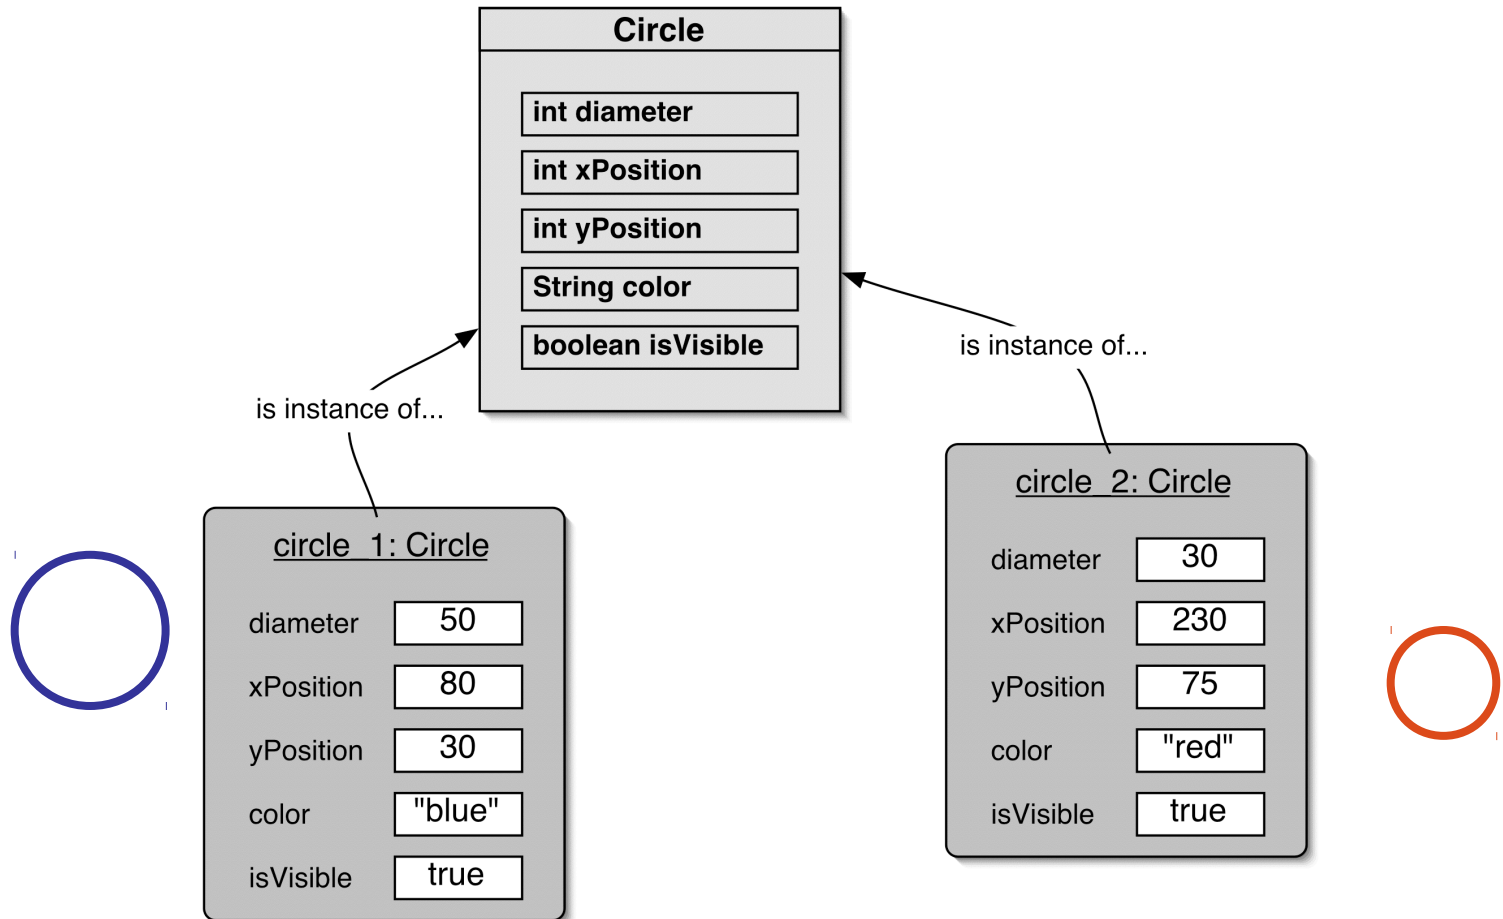 Circle
int diameter
int xPosition
int yPosition
String color
boolean isVisible
is instance of...
is instance of...
circle_1: Circle
diameter 50
xPosition 80
yPosition 30
color "blue"
isVisible true
circle_2: Circle
diameter 30
xPosition 230
yPosition 75
color "red"
isVisible true